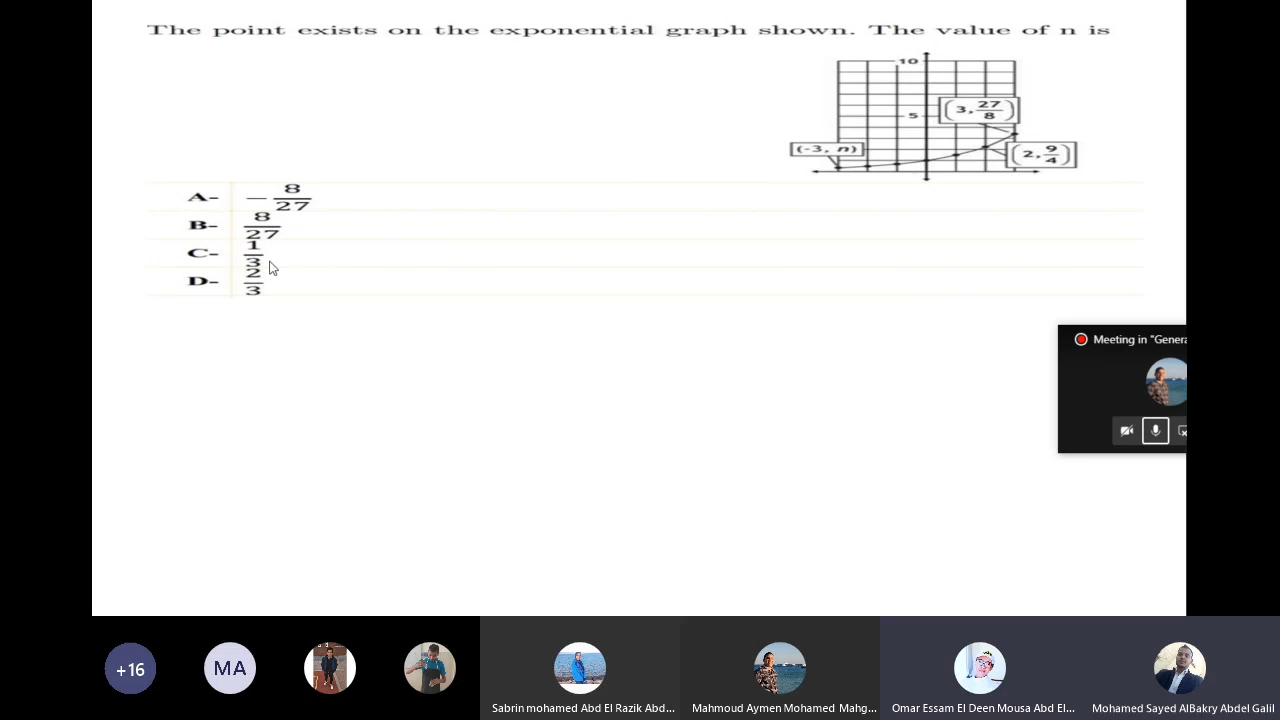 The point exists on the exponential graph shown. The value of n is
10
5
(3, 27/8)
(-3, n)
(2, 9/4)
A- − 8/27
B- 8/27
C- 1/3
D- 2/3
Meeting in "Genera
+16
MA
Sabrin mohamed Abd El Razik Abd...
Mahmoud Aymen Mohamed Mahg...
Omar Essam El Deen Mousa Abd El...
Mohamed Sayed AlBakry Abdel Galil